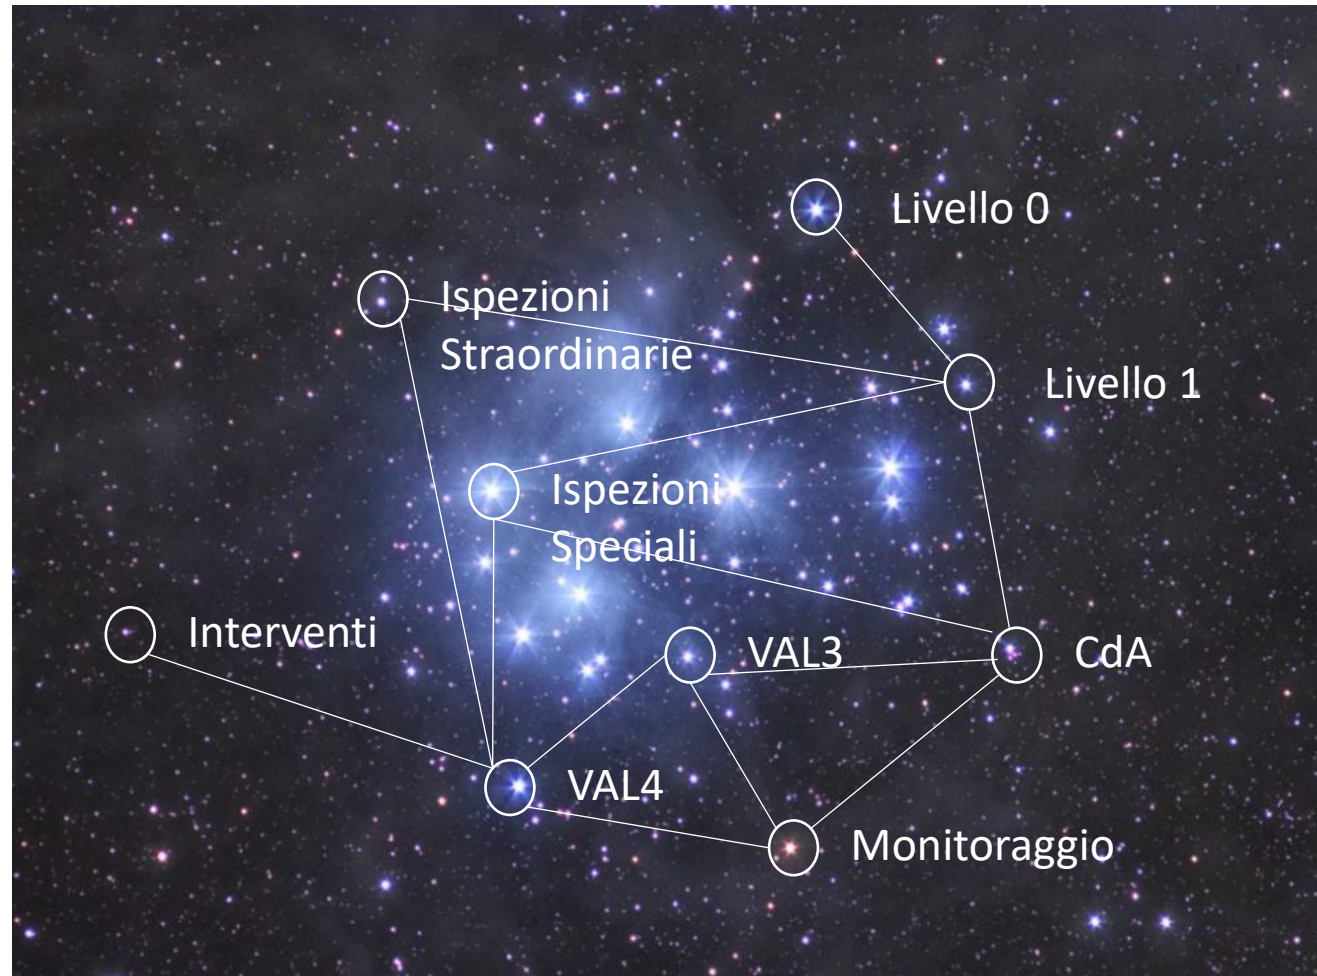 Livello 0
Ispezioni
Straordinarie
Livello 1
Ispezioni
Speciali
Interventi
VAL3
CdA
VAL4
Monitoraggio